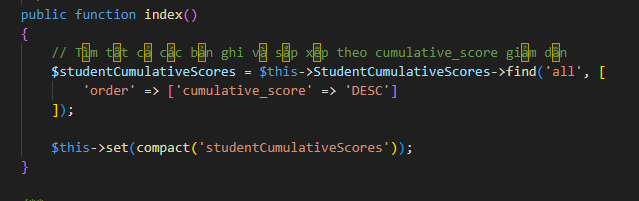 public function index()
{
// Tìm tất cả các bản ghi và sắp xếp theo cumulative_score giảm dần
$studentCumulativeScores = $this->StudentCumulativeScores->find('all', [
'order' => ['cumulative_score' => 'DESC']
]);
$this->set(compact('studentCumulativeScores'));
}